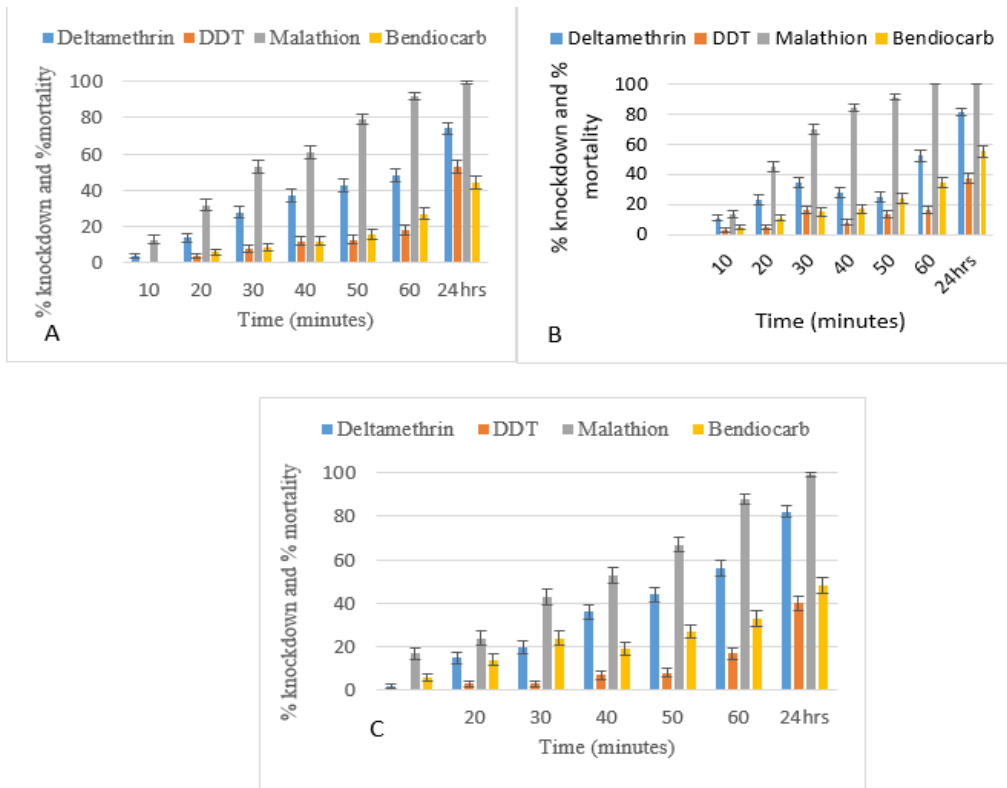 Deltamethrin DDT Malathion Bendiocarb
% knockdown and %mortality
100
80
60
40
20
0
10 20 30 40 50 60 24hrs
Time (minutes)
A
Deltamethrin DDT Malathion Bendiocarb
% knockdown and %
mortality
100
80
60
40
20
0
10 20 30 40 50 60 24hrs
Time (minutes)
B
Deltamethrin DDT Malathion Bendiocarb
% knockdown and % mortality
100
80
60
40
20
0
20 30 40 50 60 24hrs
Time (minutes)
C